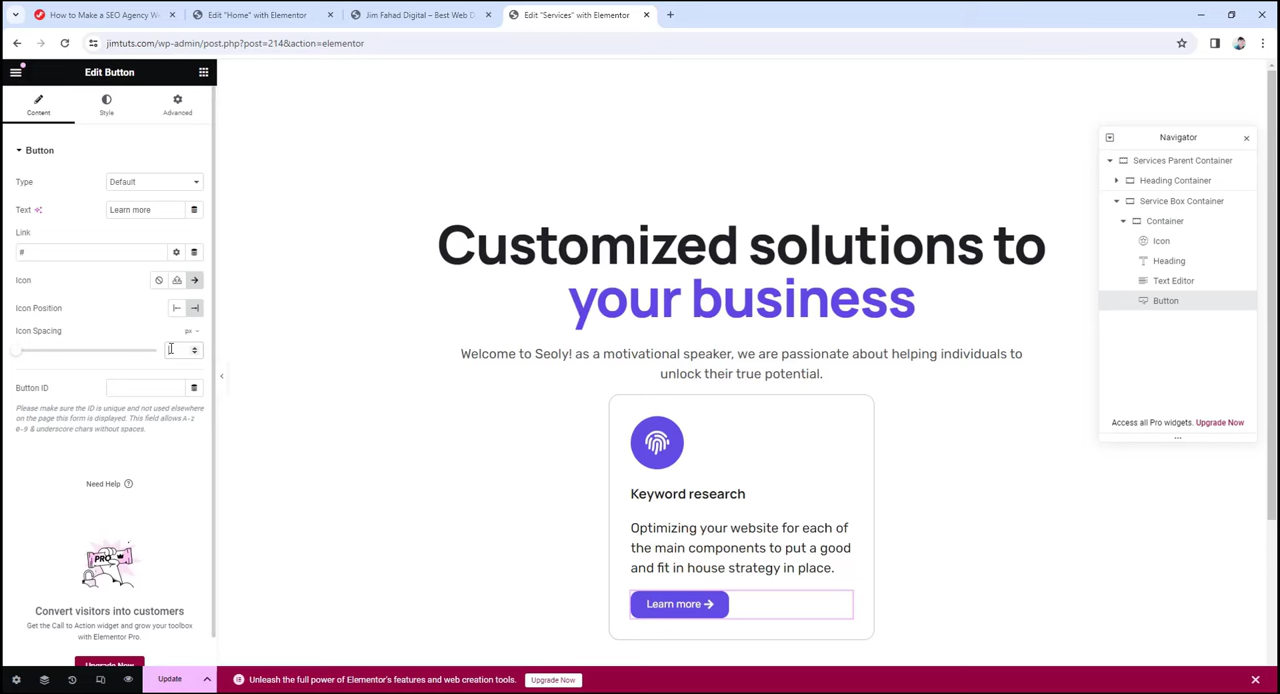 How to Make a SEO Agency W
Edit "Home" with Elementor
Jim Fahad Digital – Best Web D
Edit "Services" with Elementor
jimtuts.com/wp-admin/post.php?post=214&action=elementor
Edit Button
Content
Style
Advanced
Button
Type
Default
Text
Learn more
Link
#
Icon
Icon Position
Icon Spacing
px
Button ID
Please make sure the ID is unique and not used elsewhere
on the page this form is displayed. This field allows A-z
0-9 & underscore chars without spaces.
Need Help
PRO
Convert visitors into customers
Get the Call to Action widget and grow your toolbox
with Elementor Pro.
Upgrade Now
Update
Customized solutions to
your business
Welcome to Seoly! as a motivational speaker, we are passionate about helping individuals to
unlock their true potential.
Keyword research
Optimizing your website for each of
the main components to put a good
and fit in house strategy in place.
Learn more
Navigator
Services Parent Container
Heading Container
Service Box Container
Container
Icon
Heading
Text Editor
Button
Access all Pro widgets. Upgrade Now
Unleash the full power of Elementor's features and web creation tools.
Upgrade Now